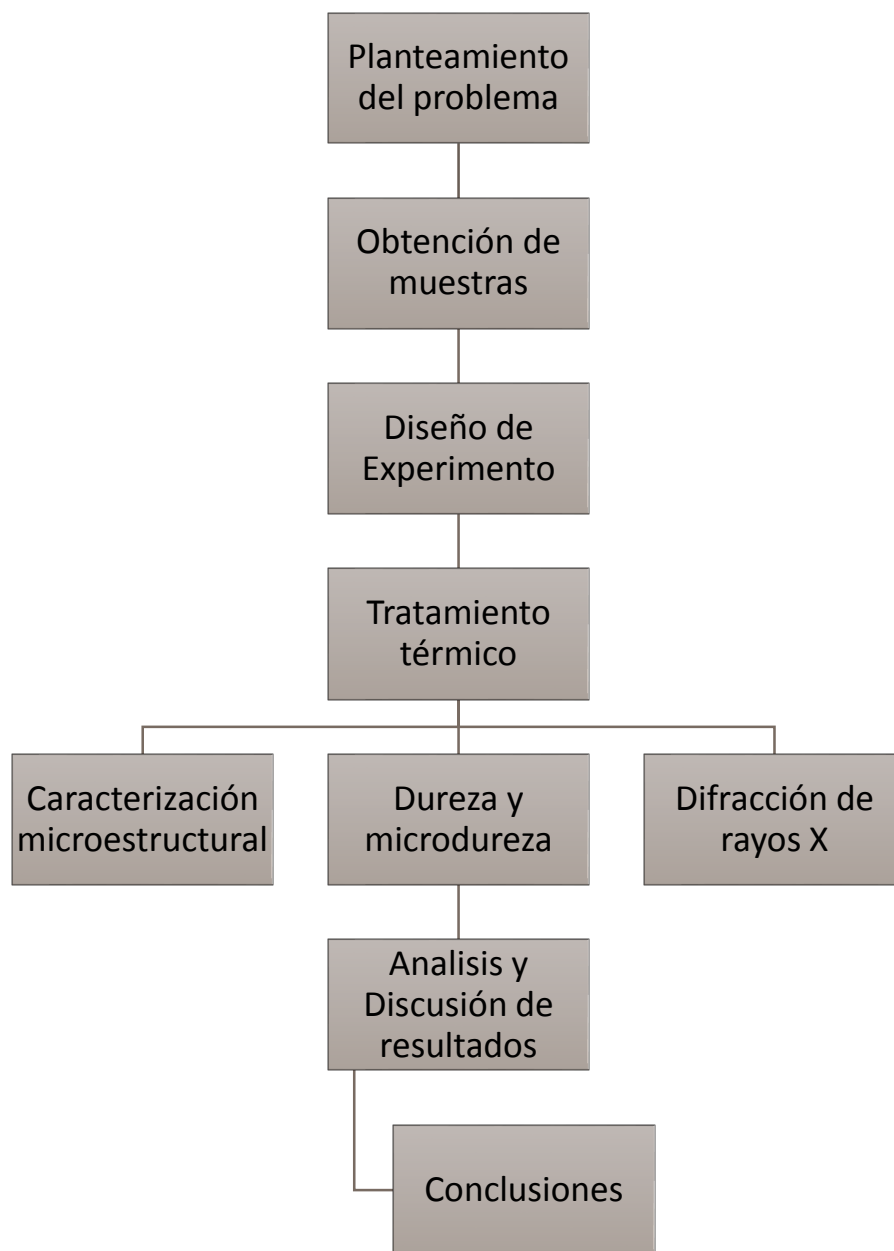 Planteamiento
del problema
Obtención de
muestras
Diseño de
Experimento
Tratamiento
térmico
Caracterización
microestructural
Dureza y
microdureza
Difracción de
rayos X
Analisis y
Discusión de
resultados
Conclusiones